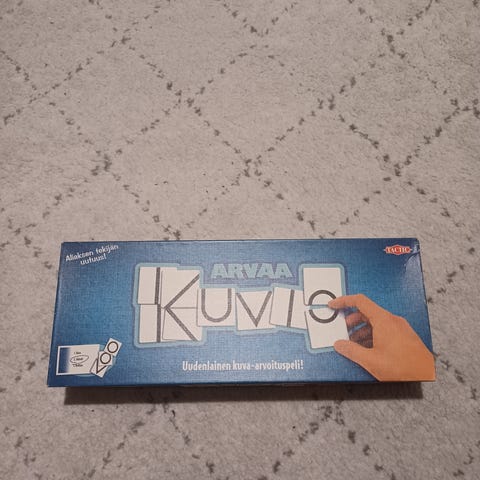 Aliaksen tekijän
uutuus!
TACTIC
ARVAA
KUVIO
Uudenlainen kuva-arvoituspeli!